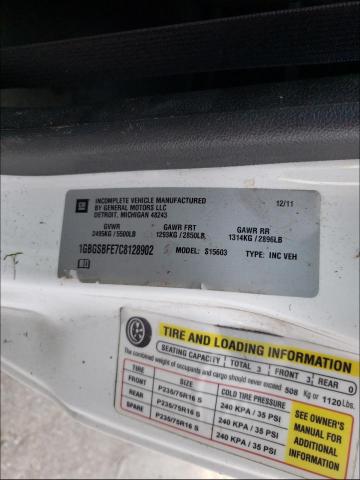 GM
INCOMPLETE VEHICLE MANUFACTURED
BY GENERAL MOTORS LLC
DETROIT, MICHIGAN 48243
12/11
GVWR GAWR FRT GAWR RR
2495KG/5500LB 1293KG/2850LB 1314KG/2896LB
1GBGSBFE7C8128902 MODEL: S15603 TYPE: INC VEH
TIRE AND LOADING INFORMATION
SEATING CAPACITY TOTAL 3 FRONT 3 REAR 0
The combined weight of occupants and cargo should never exceed 508 Kg or 1120 Lbs.
TIRE SIZE COLD TIRE PRESSURE
FRONT P235/75R16 S 240 KPA / 35 PSI
REAR P235/75R16 S 240 KPA / 35 PSI
SPARE P235/75R16 S 240 KPA / 35 PSI
SEE OWNER'S
MANUAL FOR
ADDITIONAL
INFORMATION